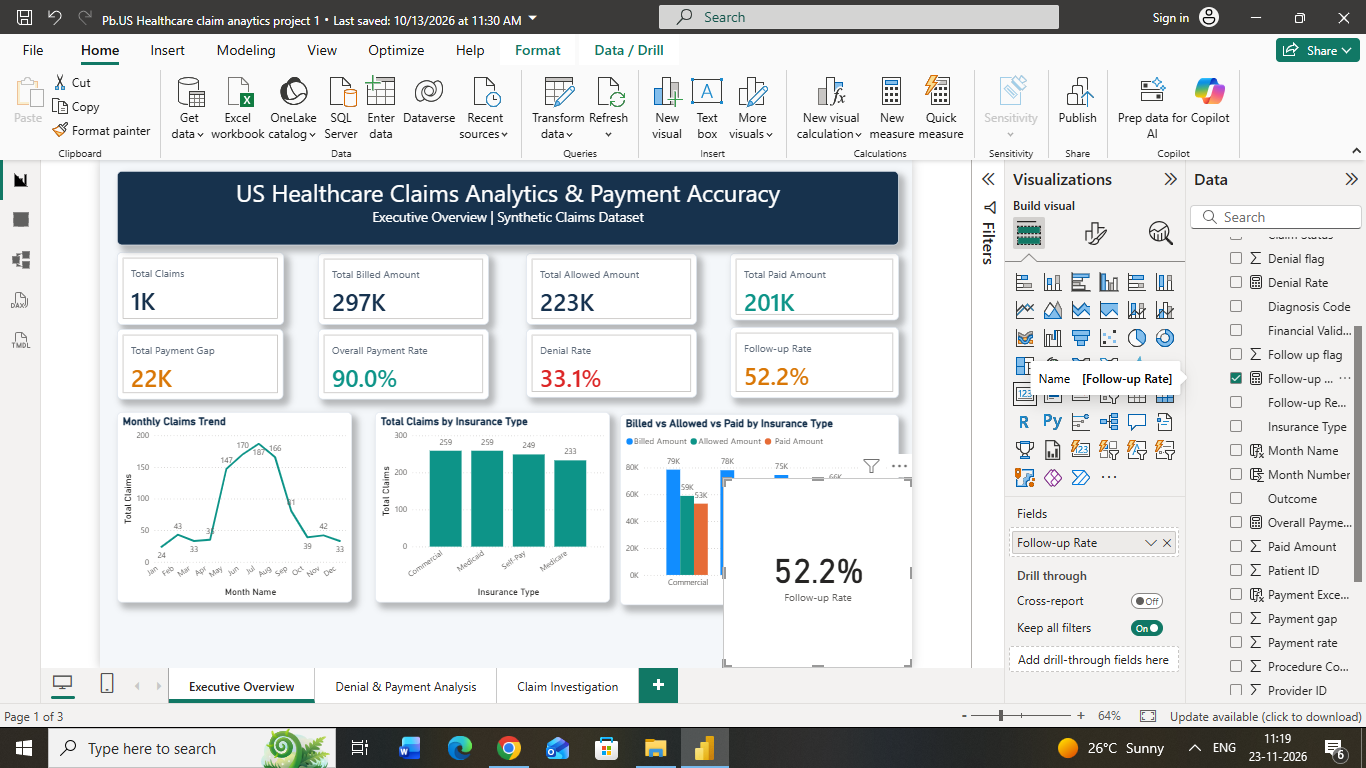 Pb.US Healthcare claim anaytics project 1 • Last saved: 10/13/2026 at 11:30 AM
Search
Sign in
File Home Insert Modeling View Optimize Help Format Data / Drill
Share
Paste
Cut
Copy
Format painter
Get data
Excel workbook
OneLake catalog
SQL Server
Enter data
Dataverse
Recent sources
Transform data
Refresh
New visual
Text box
More visuals
New visual calculation
New measure
Quick measure
Sensitivity
Publish
Prep data for AI
Copilot
Clipboard Data Queries Insert Calculations Sensitivity Share Copilot
US Healthcare Claims Analytics & Payment Accuracy
Executive Overview | Synthetic Claims Dataset
Total Claims
1K
Total Billed Amount
297K
Total Allowed Amount
223K
Total Paid Amount
201K
Total Payment Gap
22K
Overall Payment Rate
90.0%
Denial Rate
33.1%
Follow-up Rate
52.2%
Monthly Claims Trend
Total Claims
200
150
100
50
0
24 43 33 35 147 170 187 166 81 39 42 33
Jan Feb Mar Apr May Jun Jul Aug Sep Oct Nov Dec
Month Name
Total Claims by Insurance Type
Total Claims
300
200
100
0
259 259 249 233
Commercial Medicaid Self-Pay Medicare
Insurance Type
Billed vs Allowed vs Paid by Insurance Type
Billed Amount Allowed Amount Paid Amount
80K
60K
40K
20K
0K
79K 59K 53K 78K 75K
Commercial
52.2%
Follow-up Rate
Filters
Visualizations
Build visual
Name [Follow-up Rate]
Fields
Follow-up Rate
Drill through
Cross-report Off
Keep all filters On
Add drill-through fields here
Data
Search
Claim Status
Denial flag
Denial Rate
Diagnosis Code
Financial Valid...
Follow up flag
Follow-up ...
Follow-up Re...
Insurance Type
Month Name
Month Number
Outcome
Overall Payme...
Paid Amount
Patient ID
Payment Exce...
Payment gap
Payment rate
Procedure Co...
Provider ID
DAX
TMDL
Executive Overview
Denial & Payment Analysis
Claim Investigation
Page 1 of 3
64%
Update available (click to download)
Type here to search
26°C Sunny
ENG
11:19
23-11-2026
6